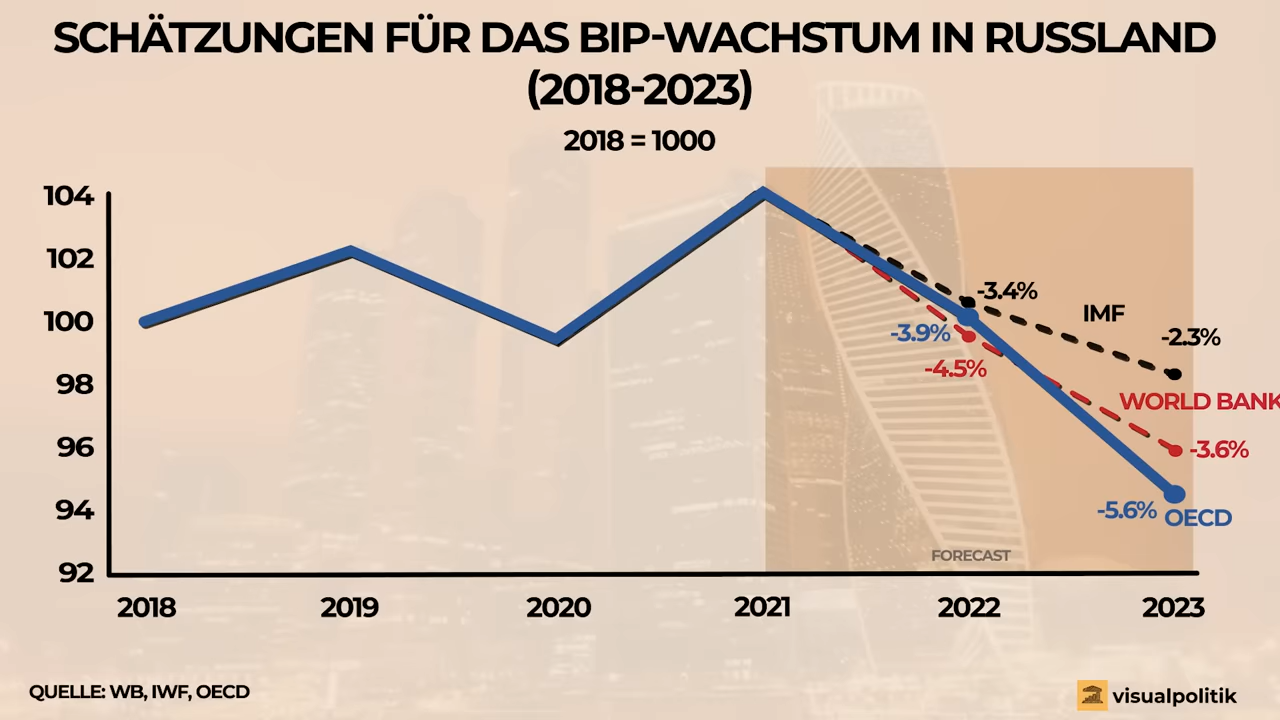 SCHÄTZUNGEN FÜR DAS BIP-WACHSTUM IN RUSSLAND
(2018-2023)
2018 = 1000
104
102
100
98
96
94
92
-3.4%
IMF
-2.3%
-3.9%
-4.5%
WORLD BANK
-3.6%
-5.6%
OECD
FORECAST
2018
2019
2020
2021
2022
2023
QUELLE: WB, IWF, OECD
visualpolitik